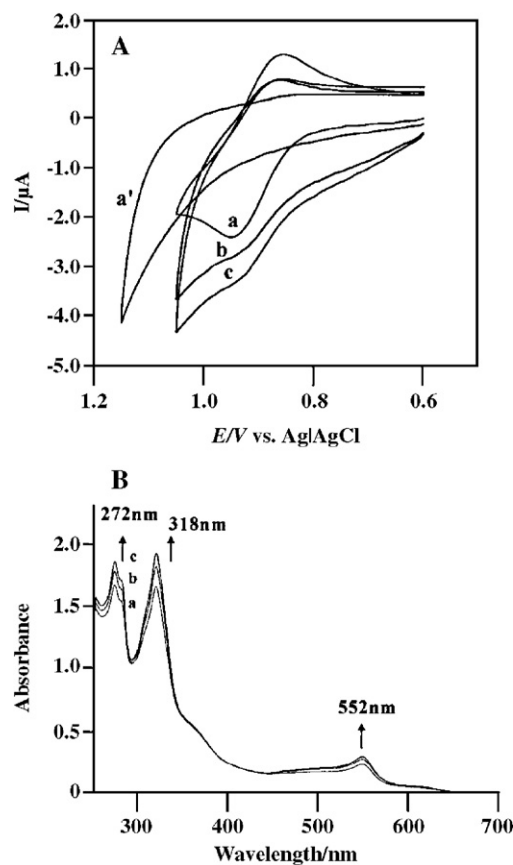 A
2.0
1.0
0
-1.0
-2.0
-3.0
-4.0
-5.0
I/µA
a'
a
b
c
1.2 1.0 0.8 0.6
E/V vs. Ag|AgCl
B
272nm
318nm
c
b
a
552nm
2.0
1.5
1.0
0.5
0
Absorbance
300 400 500 600 700
Wavelength/nm